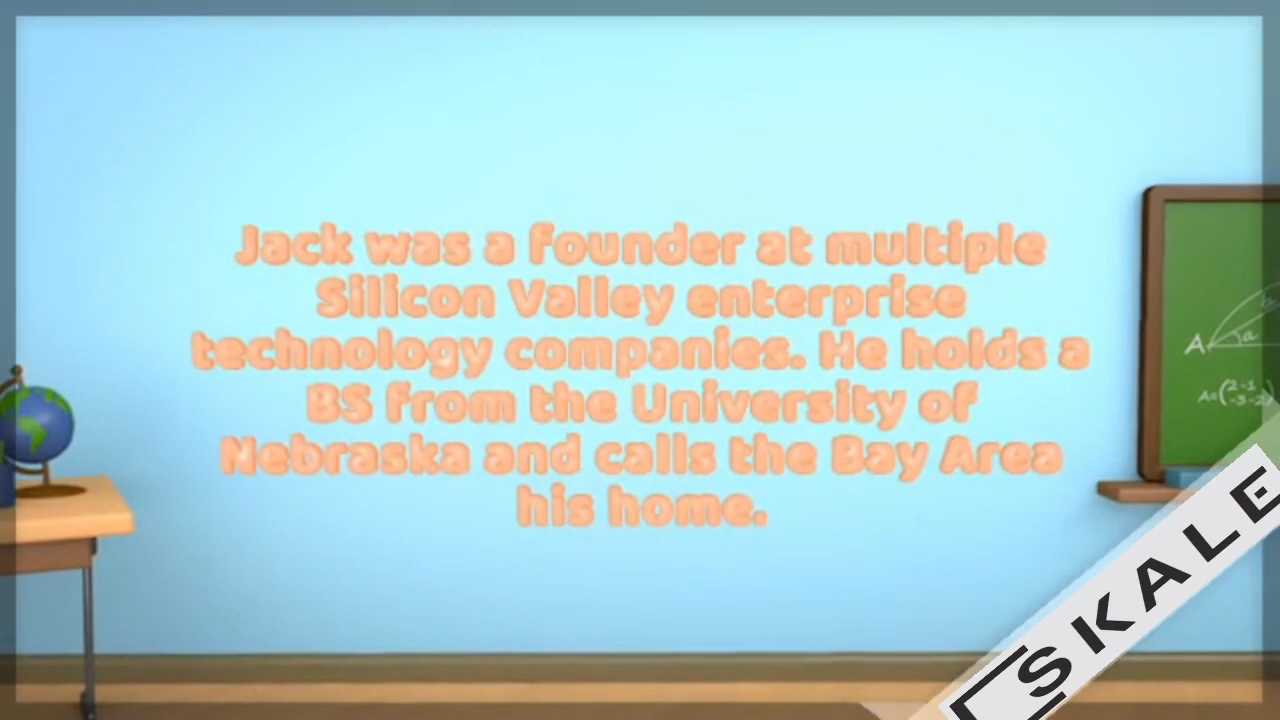 Jack was a founder at multiple
Silicon Valley enterprise
technology companies. He holds a
BS from the University of
Nebraska and calls the Bay Area
his home.
A
a
SKALE